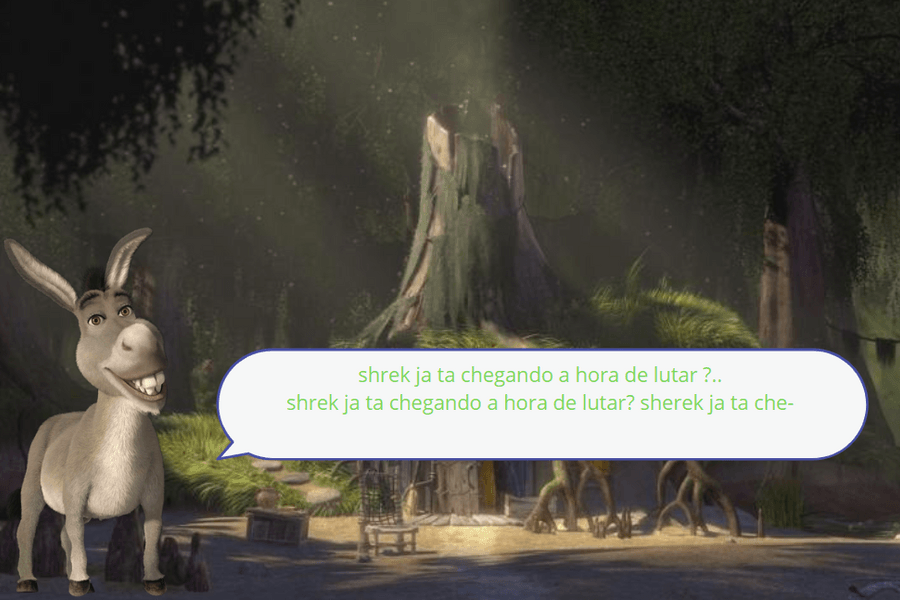 shrek ja ta chegando a hora de lutar ?..
shrek ja ta chegando a hora de lutar? sherek ja ta che-